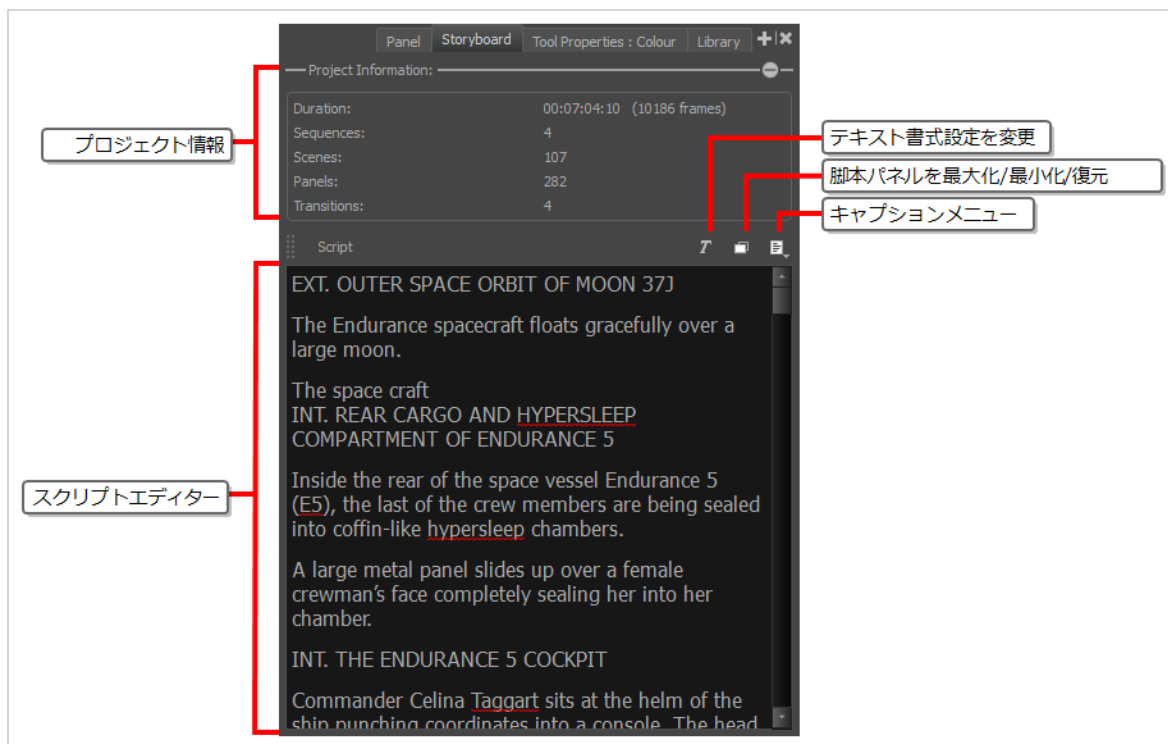 Panel Storyboard Tool Properties : Colour Library
Project Information:
Duration: 00:07:04:10 (10186 frames)
Sequences: 4
Scenes: 107
Panels: 282
Transitions: 4
プロジェクト情報
テキスト書式設定を変更
脚本パネルを最大化/最小化/復元
キャプションメニュー
Script
スクリプトエディター
EXT. OUTER SPACE ORBIT OF MOON 37J
The Endurance spacecraft floats gracefully over a
large moon.
The space craft
INT. REAR CARGO AND HYPERSLEEP
COMPARTMENT OF ENDURANCE 5
Inside the rear of the space vessel Endurance 5
(E5), the last of the crew members are being sealed
into coffin-like hypersleep chambers.
A large metal panel slides up over a female
crewman's face completely sealing her into her
chamber.
INT. THE ENDURANCE 5 COCKPIT
Commander Celina Taggart sits at the helm of the
ship punching coordinates into a console. The head